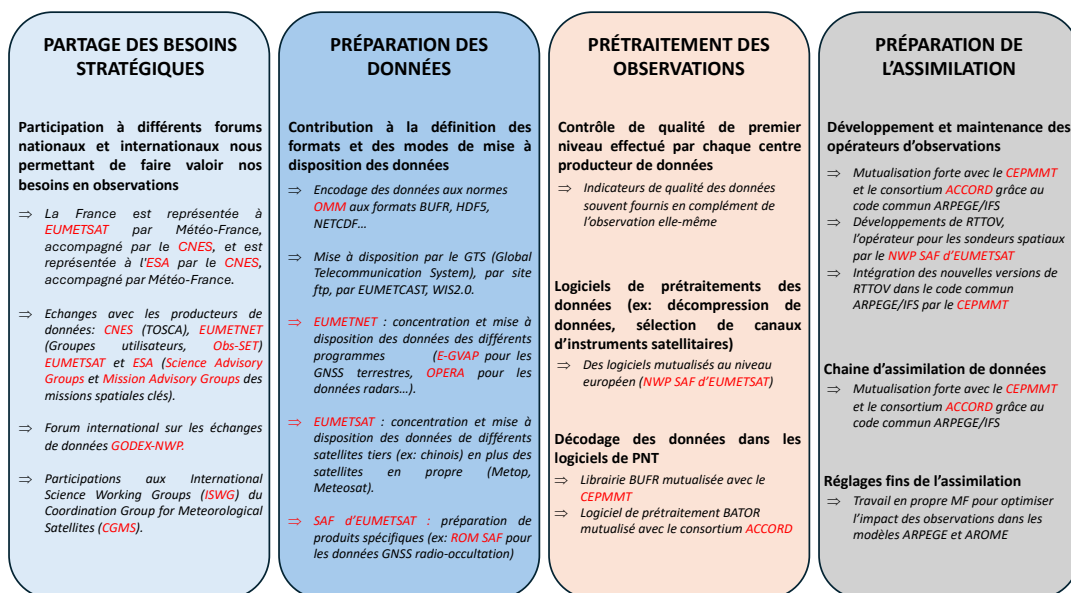 PARTAGE DES BESOINS
STRATÉGIQUES
Participation à différents forums
nationaux et internationaux nous
permettant de faire valoir nos
besoins en observations
⇒ La France est représentée à
EUMETSAT par Météo-France,
accompagné par le CNES, et est
représentée à l'ESA par le CNES,
accompagné par Météo-France.
⇒ Echanges avec les producteurs de
données: CNES (TOSCA), EUMETNET
(Groupes utilisateurs, Obs-SET)
EUMETSAT et ESA (Science Advisory
Groups et Mission Advisory Groups des
missions spatiales clés).
⇒ Forum international sur les échanges
de données GODEX-NWP.
⇒ Participations aux International
Science Working Groups (ISWG) du
Coordination Group for Meteorological
Satellites (CGMS).
PRÉPARATION DES
DONNÉES
Contribution à la définition des
formats et des modes de mise à
disposition des données
⇒ Encodage des données aux normes
OMM aux formats BUFR, HDF5,
NETCDF…
⇒ Mise à disposition par le GTS (Global
Telecommunication System), par site
ftp, par EUMETCAST, WIS2.0.
⇒ EUMETNET : concentration et mise à
disposition des données des différents
programmes (E-GVAP pour les
GNSS terrestres, OPERA pour les
données radars…).
⇒ EUMETSAT : concentration et mise à
disposition des données de différents
satellites tiers (ex: chinois) en plus des
satellites en propre (Metop,
Meteosat).
⇒ SAF d'EUMETSAT : préparation de
produits spécifiques (ex: ROM SAF pour
les données GNSS radio-occultation)
PRÉTRAITEMENT DES
OBSERVATIONS
Contrôle de qualité de premier
niveau effectué par chaque centre
producteur de données
⇒ Indicateurs de qualité des données
souvent fournis en complément de
l'observation elle-même
Logiciels de prétraitements des
données (ex: décompression de
données, sélection de canaux
d'instruments satellitaires)
⇒ Des logiciels mutualisés au niveau
européen (NWP SAF d'EUMETSAT)
Décodage des données dans les
logiciels de PNT
⇒ Librairie BUFR mutualisée avec le
CEPMMT
⇒ Logiciel de prétraitement BATOR
mutualisé avec le consortium ACCORD
PRÉPARATION DE
L'ASSIMILATION
Développement et maintenance des
opérateurs d'observations
⇒ Mutualisation forte avec le CEPMMT
et le consortium ACCORD grâce au
code commun ARPEGE/IFS
⇒ Développements de RTTOV,
l'opérateur pour les sondeurs spatiaux
par le NWP SAF d'EUMETSAT
⇒ Intégration des nouvelles versions de
RTTOV dans le code commun
ARPEGE/IFS par le CEPMMT
Chaine d'assimilation de données
⇒ Mutualisation forte avec le CEPMMT
et le consortium ACCORD grâce au
code commun ARPEGE/IFS
Réglages fins de l'assimilation
⇒ Travail en propre MF pour optimiser
l'impact des observations dans les
modèles ARPEGE et AROME